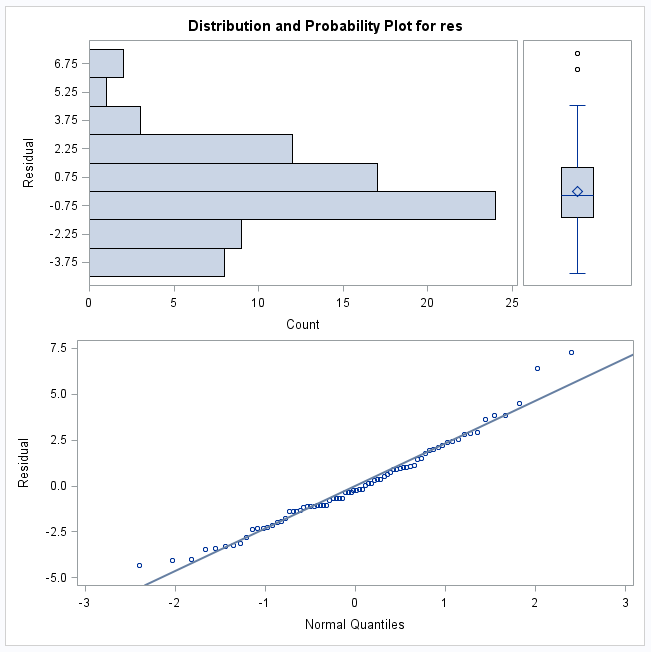 Distribution and Probability Plot for res
Residual
6.75
5.25
3.75
2.25
0.75
-0.75
-2.25
-3.75
0 5 10 15 20 25
Count
Residual
7.5
5.0
2.5
0.0
-2.5
-5.0
-3 -2 -1 0 1 2 3
Normal Quantiles